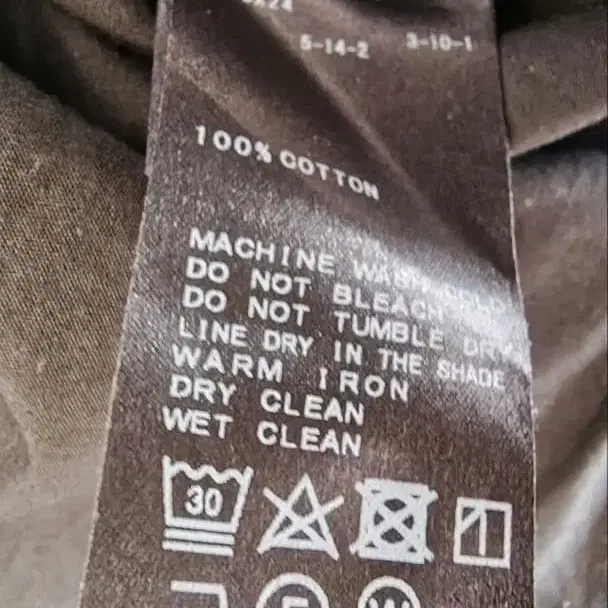 5-14-2 3-10-1
100% COTTON
MACHINE WASH COLD
DO NOT BLEACH
DO NOT TUMBLE DRY
LINE DRY IN THE SHADE
WARM IRON
DRY CLEAN
WET CLEAN
30